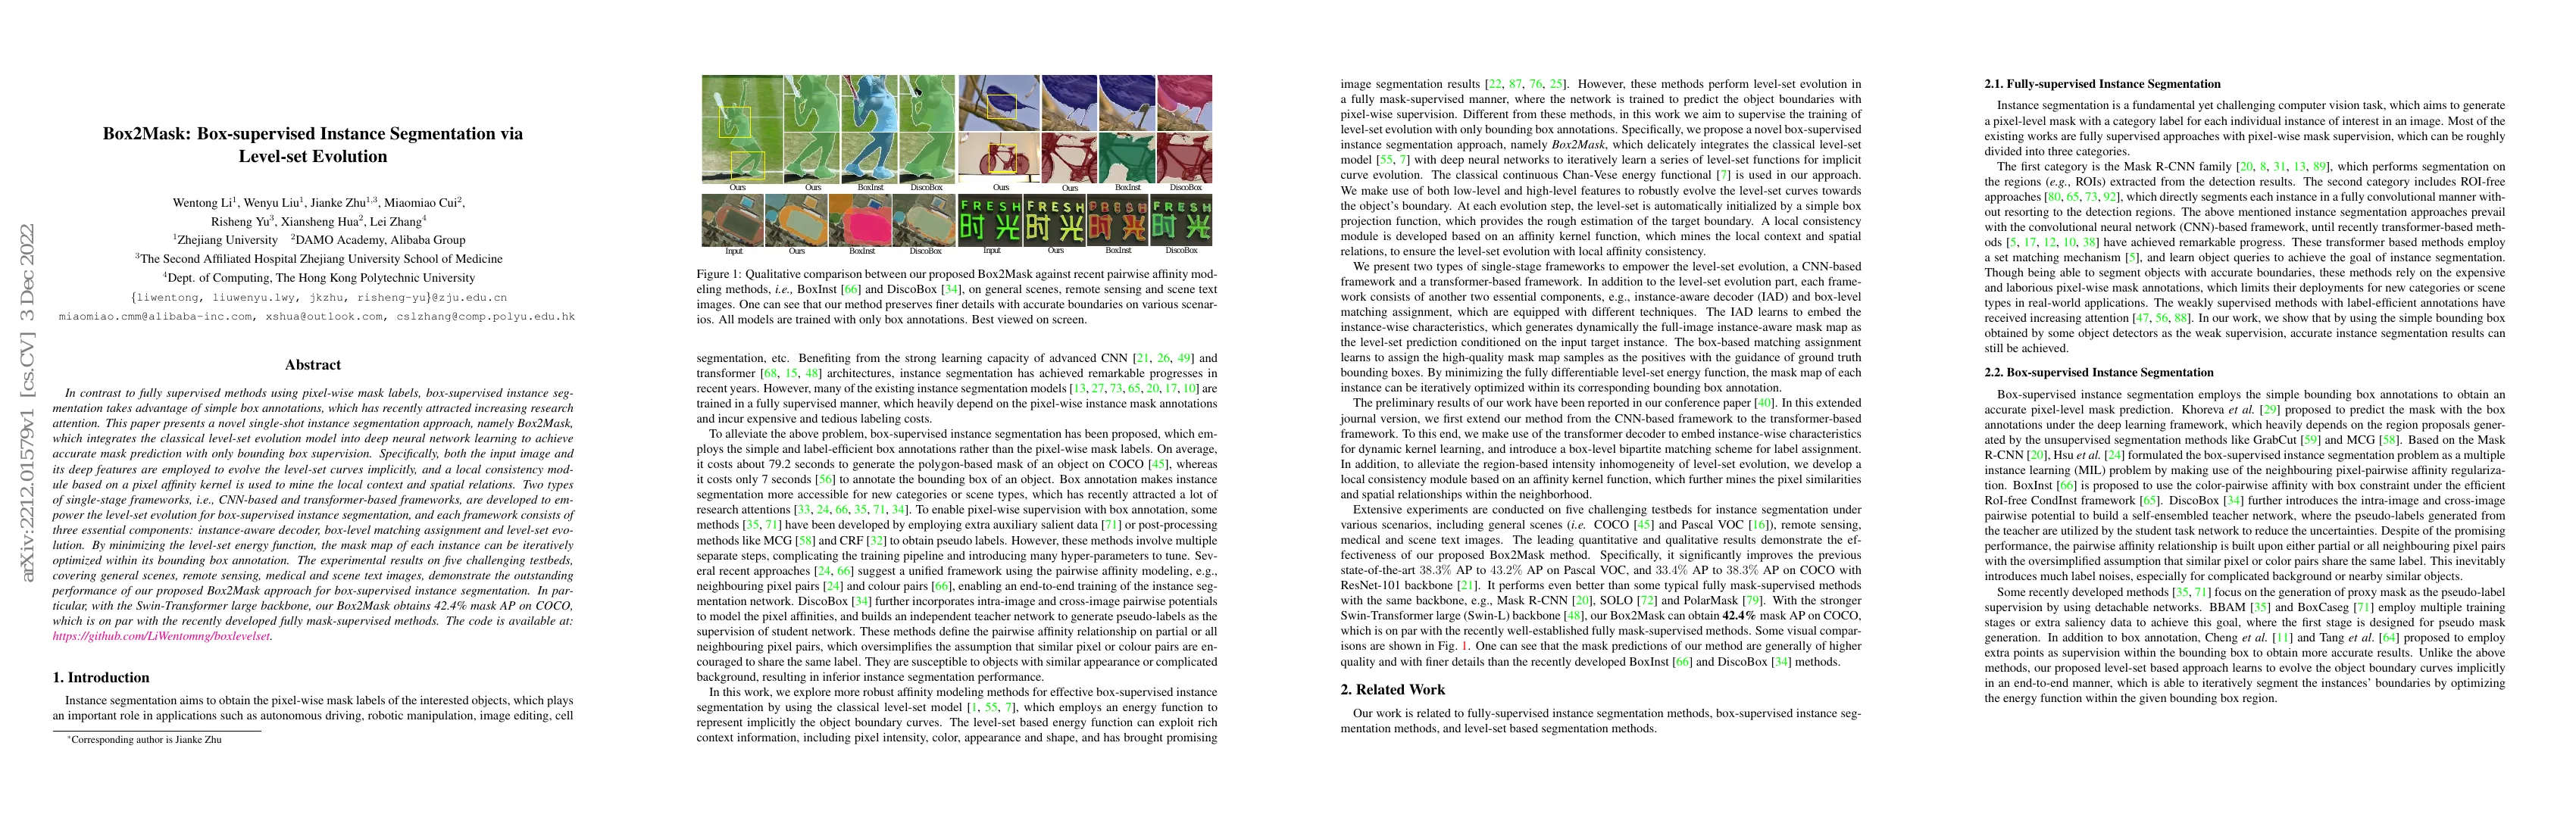 arXiv:2212.01579v1 [cs.CV] 3 Dec 2022
Box2Mask: Box-supervised Instance Segmentation via
Level-set Evolution
Wentong Li1, Wenyu Liu1, Jianke Zhu1,3, Miaomiao Cui2,
Risheng Yu3, Xiansheng Hua2, Lei Zhang4
1Zhejiang University 2DAMO Academy, Alibaba Group
3The Second Affiliated Hospital Zhejiang University School of Medicine
4Dept. of Computing, The Hong Kong Polytechnic University
{liwentong, liuwenyu.lwy, jkzhu, risheng-yu}@zju.edu.cn
miaomiao.cmm@alibaba-inc.com, xshua@outlook.com, cslzhang@comp.polyu.edu.hk
Abstract
In contrast to fully supervised methods using pixel-wise mask labels, box-supervised instance seg-
mentation takes advantage of simple box annotations, which has recently attracted increasing research
attention. This paper presents a novel single-shot instance segmentation approach, namely Box2Mask,
which integrates the classical level-set evolution model into deep neural network learning to achieve
accurate mask prediction with only bounding box supervision. Specifically, both the input image and
its deep features are employed to evolve the level-set curves implicitly, and a local consistency mod-
ule based on a pixel affinity kernel is used to mine the local context and spatial relations. Two types
of single-stage frameworks, i.e., CNN-based and transformer-based frameworks, are developed to em-
power the level-set evolution for box-supervised instance segmentation, and each framework consists of
three essential components: instance-aware decoder, box-level matching assignment and level-set evo-
lution. By minimizing the level-set energy function, the mask map of each instance can be iteratively
optimized within its bounding box annotation. The experimental results on five challenging testbeds,
covering general scenes, remote sensing, medical and scene text images, demonstrate the outstanding
performance of our proposed Box2Mask approach for box-supervised instance segmentation. In par-
ticular, with the Swin-Transformer large backbone, our Box2Mask obtains 42.4% mask AP on COCO,
which is on par with the recently developed fully mask-supervised methods. The code is available at:
https://github.com/LiWentomng/boxlevelset.
1. Introduction
Instance segmentation aims to obtain the pixel-wise mask labels of the interested objects, which plays
an important role in applications such as autonomous driving, robotic manipulation, image editing, cell
*Corresponding author is Jianke Zhu
Ours Ours BoxInst DiscoBox Ours Ours BoxInst DiscoBox
FRESH FRESH FRESH FRESH
时光 时光 时光 时光
Input Ours BoxInst DiscoBox Input Ours BoxInst DiscoBox
Figure 1: Qualitative comparison between our proposed Box2Mask against recent pairwise affinity mod-
eling methods, i.e., BoxInst [66] and DiscoBox [34], on general scenes, remote sensing and scene text
images. One can see that our method preserves finer details with accurate boundaries on various scenar-
ios. All models are trained with only box annotations. Best viewed on screen.
segmentation, etc. Benefiting from the strong learning capacity of advanced CNN [21, 26, 49] and
transformer [68, 15, 48] architectures, instance segmentation has achieved remarkable progresses in
recent years. However, many of the existing instance segmentation models [13, 27, 73, 65, 20, 17, 10] are
trained in a fully supervised manner, which heavily depend on the pixel-wise instance mask annotations
and incur expensive and tedious labeling costs.
To alleviate the above problem, box-supervised instance segmentation has been proposed, which em-
ploys the simple and label-efficient box annotations rather than the pixel-wise mask labels. On average,
it costs about 79.2 seconds to generate the polygon-based mask of an object on COCO [45], whereas
it costs only 7 seconds [56] to annotate the bounding box of an object. Box annotation makes instance
segmentation more accessible for new categories or scene types, which has recently attracted a lot of
research attentions [33, 24, 66, 35, 71, 34]. To enable pixel-wise supervision with box annotation, some
methods [35, 71] have been developed by employing extra auxiliary salient data [71] or post-processing
methods like MCG [58] and CRF [32] to obtain pseudo labels. However, these methods involve multiple
separate steps, complicating the training pipeline and introducing many hyper-parameters to tune. Sev-
eral recent approaches [24, 66] suggest a unified framework using the pairwise affinity modeling, e.g.,
neighbouring pixel pairs [24] and colour pairs [66], enabling an end-to-end training of the instance seg-
mentation network. DiscoBox [34] further incorporates intra-image and cross-image pairwise potentials
to model the pixel affinities, and builds an independent teacher network to generate pseudo-labels as the
supervision of student network. These methods define the pairwise affinity relationship on partial or all
neighbouring pixel pairs, which oversimplifies the assumption that similar pixel or colour pairs are en-
couraged to share the same label. They are susceptible to objects with similar appearance or complicated
background, resulting in inferior instance segmentation performance.
In this work, we explore more robust affinity modeling methods for effective box-supervised instance
segmentation by using the classical level-set model [1, 55, 7], which employs an energy function to
represent implicitly the object boundary curves. The level-set based energy function can exploit rich
context information, including pixel intensity, color, appearance and shape, and has brought promising
image segmentation results [22, 87, 76, 25]. However, these methods perform level-set evolution in
a fully mask-supervised manner, where the network is trained to predict the object boundaries with
pixel-wise supervision. Different from these methods, in this work we aim to supervise the training of
level-set evolution with only bounding box annotations. Specifically, we propose a novel box-supervised
instance segmentation approach, namely Box2Mask, which delicately integrates the classical level-set
model [55, 7] with deep neural networks to iteratively learn a series of level-set functions for implicit
curve evolution. The classical continuous Chan-Vese energy functional [7] is used in our approach.
We make use of both low-level and high-level features to robustly evolve the level-set curves towards
the object's boundary. At each evolution step, the level-set is automatically initialized by a simple box
projection function, which provides the rough estimation of the target boundary. A local consistency
module is developed based on an affinity kernel function, which mines the local context and spatial
relations, to ensure the level-set evolution with local affinity consistency.
We present two types of single-stage frameworks to empower the level-set evolution, a CNN-based
framework and a transformer-based framework. In addition to the level-set evolution part, each frame-
work consists of another two essential components, e.g., instance-aware decoder (IAD) and box-level
matching assignment, which are equipped with different techniques. The IAD learns to embed the
instance-wise characteristics, which generates dynamically the full-image instance-aware mask map as
the level-set prediction conditioned on the input target instance. The box-based matching assignment
learns to assign the high-quality mask map samples as the positives with the guidance of ground truth
bounding boxes. By minimizing the fully differentiable level-set energy function, the mask map of each
instance can be iteratively optimized within its corresponding bounding box annotation.
The preliminary results of our work have been reported in our conference paper [40]. In this extended
journal version, we first extend our method from the CNN-based framework to the transformer-based
framework. To this end, we make use of the transformer decoder to embed instance-wise characteristics
for dynamic kernel learning, and introduce a box-level bipartite matching scheme for label assignment.
In addition, to alleviate the region-based intensity inhomogeneity of level-set evolution, we develop a
local consistency module based on an affinity kernel function, which further mines the pixel similarities
and spatial relationships within the neighborhood.
Extensive experiments are conducted on five challenging testbeds for instance segmentation under
various scenarios, including general scenes (i.e. COCO [45] and Pascal VOC [16]), remote sensing,
medical and scene text images. The leading quantitative and qualitative results demonstrate the ef-
fectiveness of our proposed Box2Mask method. Specifically, it significantly improves the previous
state-of-the-art 38.3% AP to 43.2% AP on Pascal VOC, and 33.4% AP to 38.3% AP on COCO with
ResNet-101 backbone [21]. It performs even better than some typical fully mask-supervised methods
with the same backbone, e.g., Mask R-CNN [20], SOLO [72] and PolarMask [79]. With the stronger
Swin-Transformer large (Swin-L) backbone [48], our Box2Mask can obtain 42.4% mask AP on COCO,
which is on par with the recently well-established fully mask-supervised methods. Some visual compar-
isons are shown in Fig. 1. One can see that the mask predictions of our method are generally of higher
quality and with finer details than the recently developed BoxInst [66] and DiscoBox [34] methods.
2. Related Work
Our work is related to fully-supervised instance segmentation methods, box-supervised instance seg-
mentation methods, and level-set based segmentation methods.
2.1. Fully-supervised Instance Segmentation
Instance segmentation is a fundamental yet challenging computer vision task, which aims to generate
a pixel-level mask with a category label for each individual instance of interest in an image. Most of the
existing works are fully supervised approaches with pixel-wise mask supervision, which can be roughly
divided into three categories.
The first category is the Mask R-CNN family [20, 8, 31, 13, 89], which performs segmentation on
the regions (e.g., ROIs) extracted from the detection results. The second category includes ROI-free
approaches [80, 65, 73, 92], which directly segments each instance in a fully convolutional manner with-
out resorting to the detection regions. The above mentioned instance segmentation approaches prevail
with the convolutional neural network (CNN)-based framework, until recently transformer-based meth-
ods [5, 17, 12, 10, 38] have achieved remarkable progress. These transformer based methods employ
a set matching mechanism [5], and learn object queries to achieve the goal of instance segmentation.
Though being able to segment objects with accurate boundaries, these methods rely on the expensive
and laborious pixel-wise mask annotations, which limits their deployments for new categories or scene
types in real-world applications. The weakly supervised methods with label-efficient annotations have
received increasing attention [47, 56, 88]. In our work, we show that by using the simple bounding box
obtained by some object detectors as the weak supervision, accurate instance segmentation results can
still be achieved.
2.2. Box-supervised Instance Segmentation
Box-supervised instance segmentation employs the simple bounding box annotations to obtain an
accurate pixel-level mask prediction. Khoreva et al. [29] proposed to predict the mask with the box
annotations under the deep learning framework, which heavily depends on the region proposals gener-
ated by the unsupervised segmentation methods like GrabCut [59] and MCG [58]. Based on the Mask
R-CNN [20], Hsu et al. [24] formulated the box-supervised instance segmentation problem as a multiple
instance learning (MIL) problem by making use of the neighbouring pixel-pairwise affinity regulariza-
tion. BoxInst [66] is proposed to use the color-pairwise affinity with box constraint under the efficient
RoI-free CondInst framework [65]. DiscoBox [34] further introduces the intra-image and cross-image
pairwise potential to build a self-ensembled teacher network, where the pseudo-labels generated from
the teacher are utilized by the student task network to reduce the uncertainties. Despite of the promising
performance, the pairwise affinity relationship is built upon either partial or all neighbouring pixel pairs
with the oversimplified assumption that similar pixel or color pairs share the same label. This inevitably
introduces much label noises, especially for complicated background or nearby similar objects.
Some recently developed methods [35, 71] focus on the generation of proxy mask as the pseudo-label
supervision by using detachable networks. BBAM [35] and BoxCaseg [71] employ multiple training
stages or extra saliency data to achieve this goal, where the first stage is designed for pseudo mask
generation. In addition to box annotation, Cheng et al. [11] and Tang et al. [64] proposed to employ
extra points as supervision within the bounding box to obtain more accurate results. Unlike the above
methods, our proposed level-set based approach learns to evolve the object boundary curves implicitly
in an end-to-end manner, which is able to iteratively segment the instances' boundaries by optimizing
the energy function within the given bounding box region.